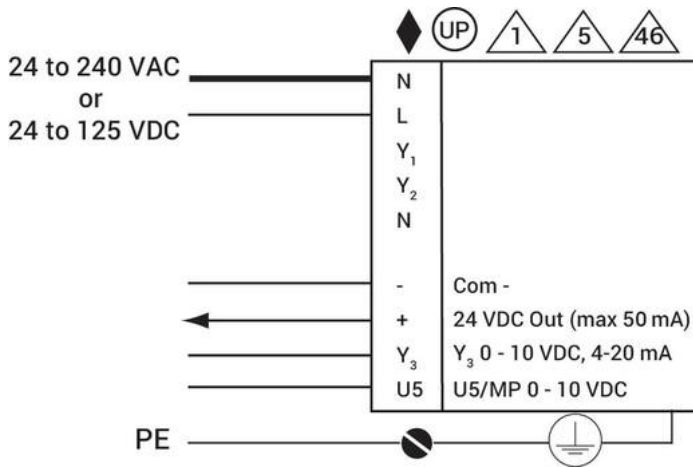 UP 1 5 46
24 to 240 VAC
or
24 to 125 VDC
N
L
Y₁
Y₂
N
- Com -
+ 24 VDC Out (max 50 mA)
Y₃ Y₃ 0 - 10 VDC, 4-20 mA
U5 U5/MP 0 - 10 VDC
PE